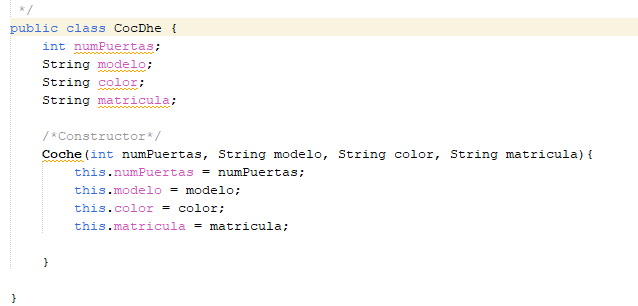 */
public class CocDhe {
int numPuertas;
String modelo;
String color;
String matricula;
/*Constructor*/
Coche(int numPuertas, String modelo, String color, String matricula){
this.numPuertas = numPuertas;
this.modelo = modelo;
this.color = color;
this.matricula = matricula;
}
}